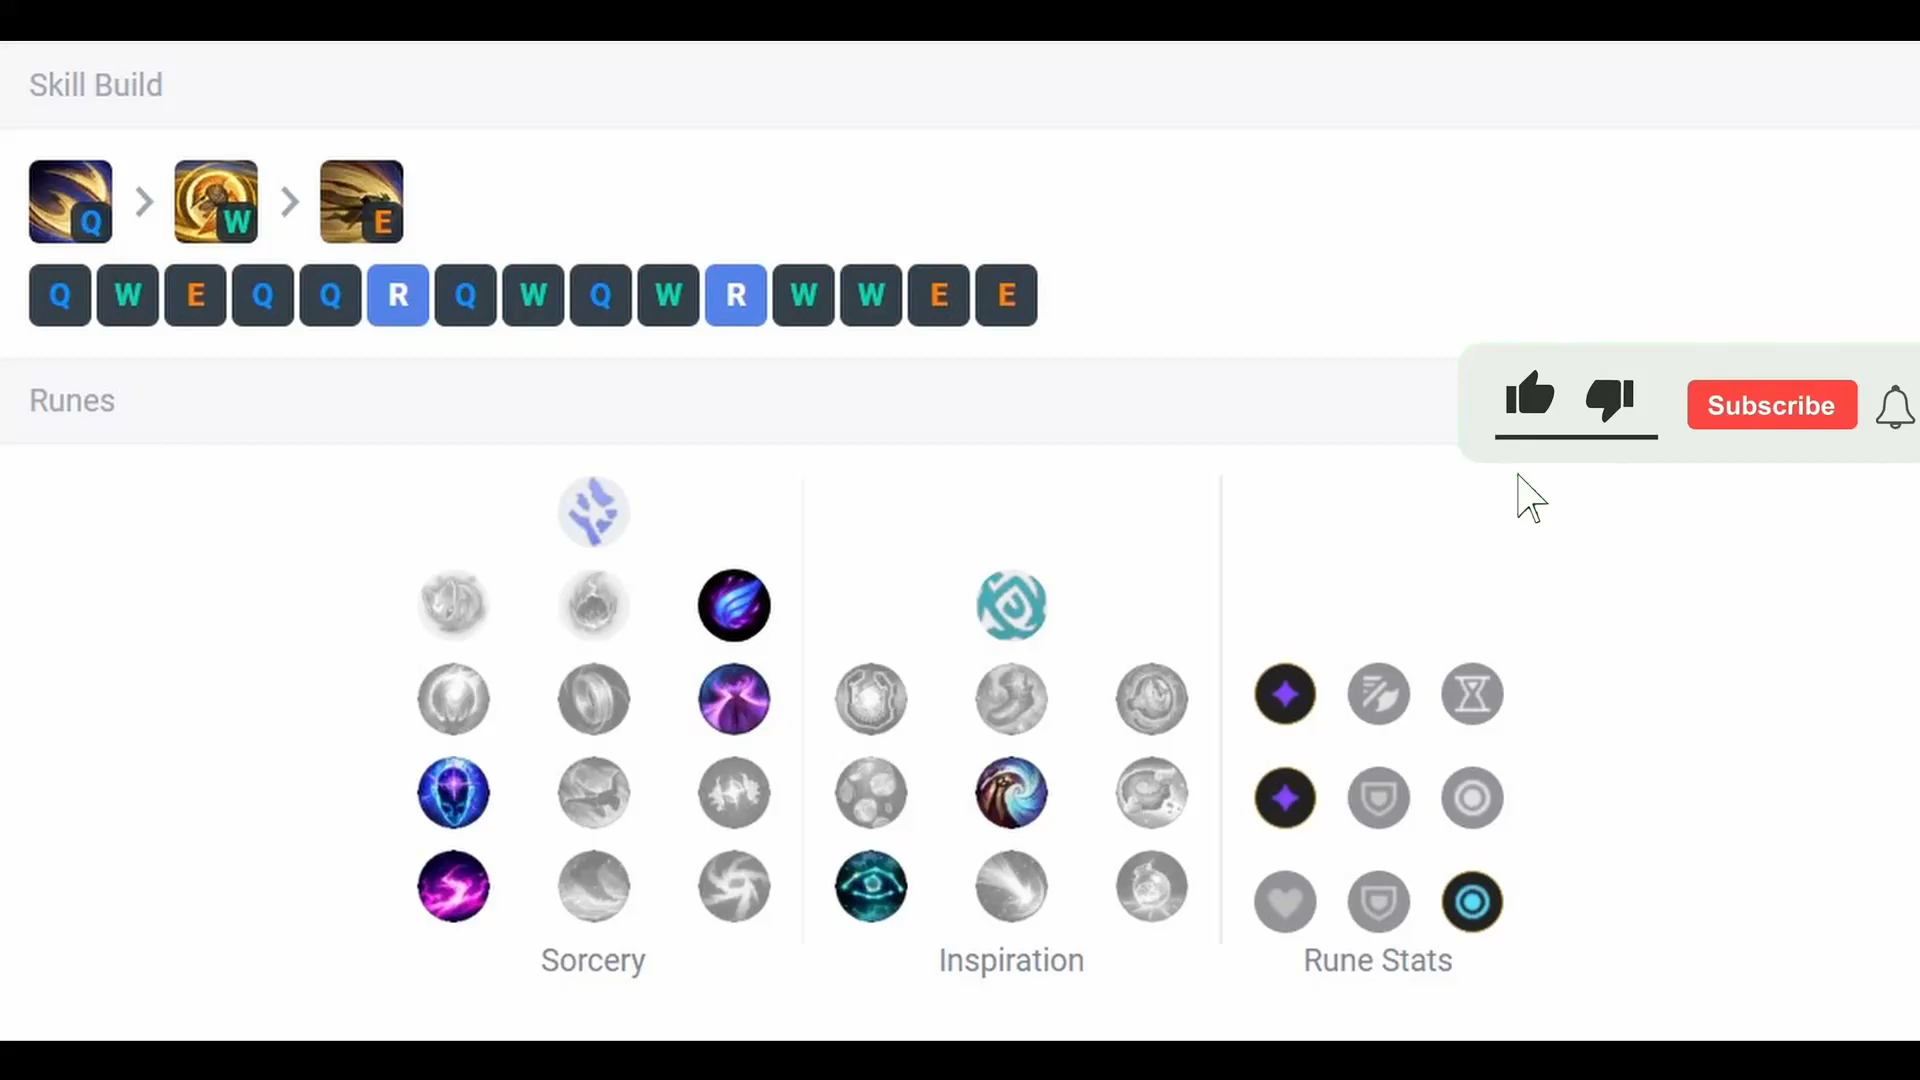 Skill Build
Q W E
Q W E Q Q R Q W Q W R W W E E
Runes
Subscribe
Sorcery Inspiration Rune Stats